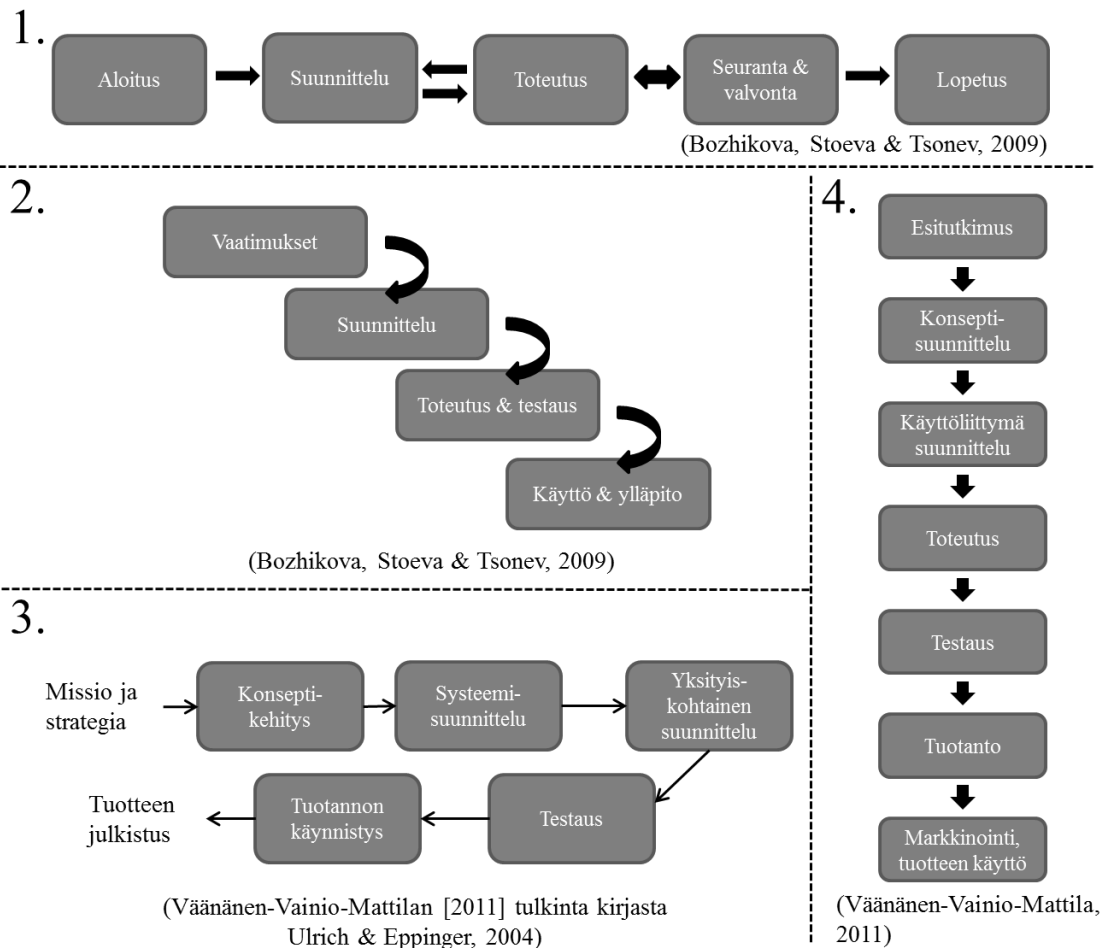 1.
Aloitus
Suunnittelu
Toteutus
Seuranta &
valvonta
Lopetus
(Bozhikova, Stoeva & Tsonev, 2009)
2.
Vaatimukset
Suunnittelu
Toteutus & testaus
Käyttö & ylläpito
(Bozhikova, Stoeva & Tsonev, 2009)
3.
Missio ja
strategia
Konsepti-
kehitys
Systeemi-
suunnittelu
Yksityis-
kohtainen
suunnittelu
Testaus
Tuotannon
käynnistys
Tuotteen
julkistus
(Väänänen-Vainio-Mattilan [2011] tulkinta kirjasta
Ulrich & Eppinger, 2004)
4.
Esitutkimus
Konsepti-
suunnittelu
Käyttöliittymä
suunnittelu
Toteutus
Testaus
Tuotanto
Markkinointi,
tuotteen käyttö
(Väänänen-Vainio-Mattila,
2011)